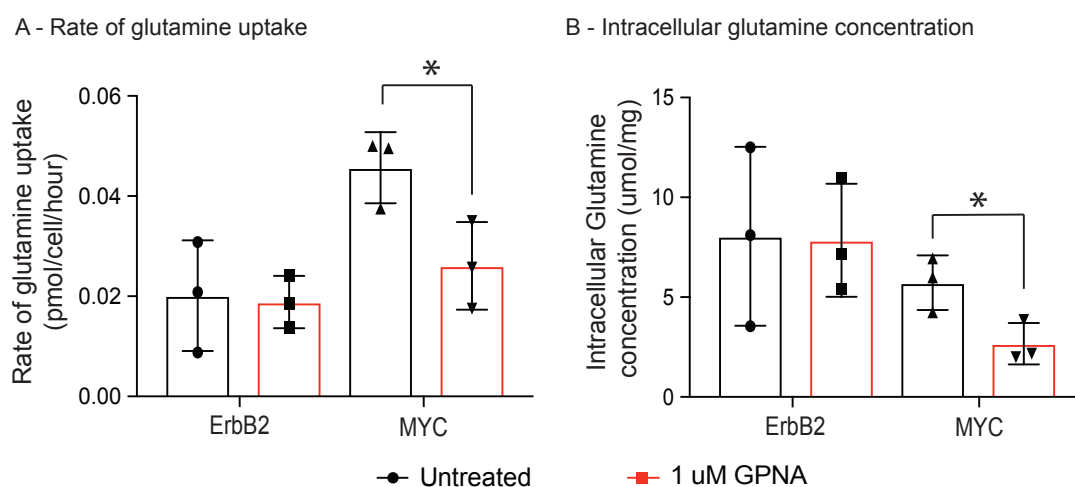 A - Rate of glutamine uptake
Rate of glutamine uptake
(pmol/cell/hour)
0.06
0.04
0.02
0.00
*
ErbB2
MYC
B - Intracellular glutamine concentration
Intracellular Glutamine
concentration (umol/mg)
15
10
5
0
*
ErbB2
MYC
Untreated
1 uM GPNA